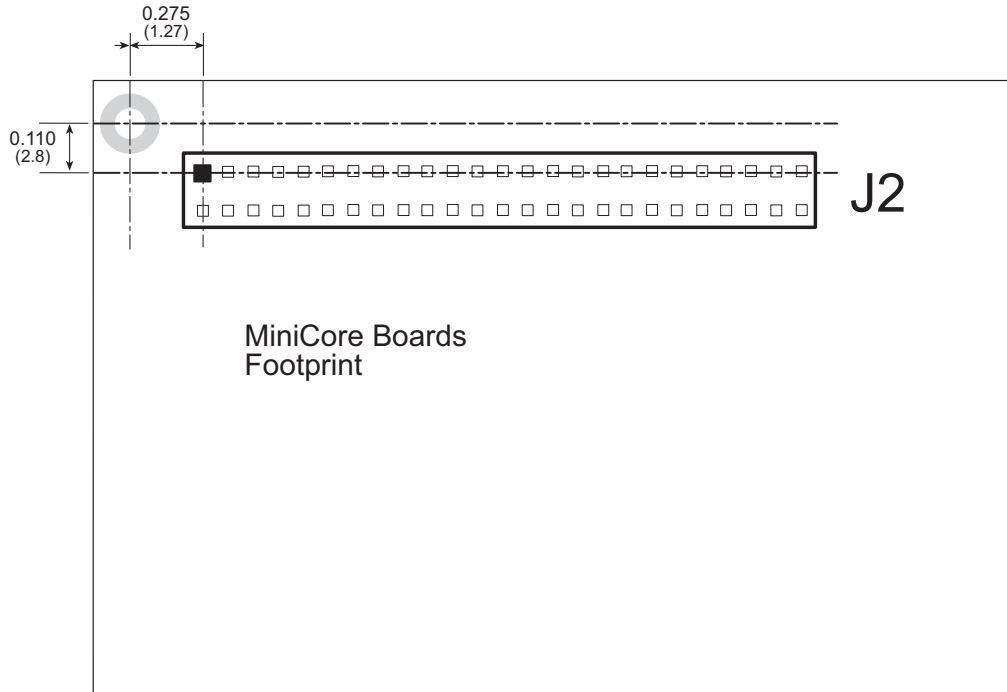 0.275
(1.27)
0.110
(2.8)
J2
MiniCore Boards
Footprint